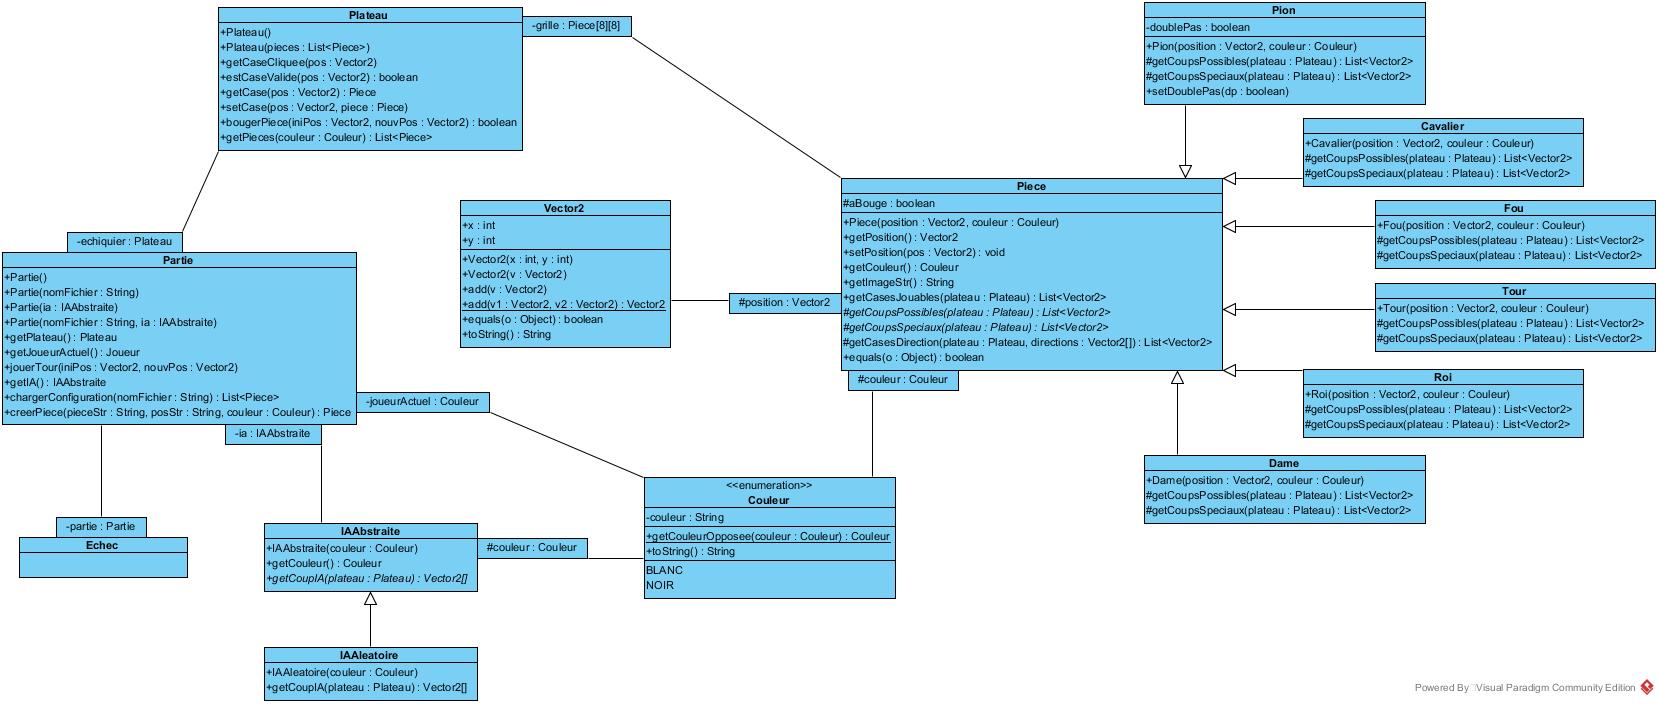 Plateau
+Plateau()
+Plateau(pieces : List<Piece>)
+getCaseCliquee(pos : Vector2)
+estCaseValide(pos : Vector2) : boolean
+getCase(pos : Vector2) : Piece
+setCase(pos : Vector2, piece : Piece)
+bougerPiece(iniPos : Vector2, nouvPos : Vector2) : boolean
+getPieces(couleur : Couleur) : List<Piece>
-grille : Piece[8][8]
Pion
-doublePas : boolean
+Pion(position : Vector2, couleur : Couleur)
#getCoupsPossibles(plateau : Plateau) : List<Vector2>
#getCoupsSpeciaux(plateau : Plateau) : List<Vector2>
+setDoublePas(dp : boolean)
Cavalier
+Cavalier(position : Vector2, couleur : Couleur)
#getCoupsPossibles(plateau : Plateau) : List<Vector2>
#getCoupsSpeciaux(plateau : Plateau) : List<Vector2>
Vector2
+x : int
+y : int
+Vector2(x : int, y : int)
+Vector2(v : Vector2)
+add(v : Vector2)
+add(v1 : Vector2, v2 : Vector2) : Vector2
+equals(o : Object) : boolean
+toString() : String
#position : Vector2
Piece
#aBouge : boolean
+Piece(position : Vector2, couleur : Couleur)
+getPosition() : Vector2
+setPosition(pos : Vector2) : void
+getCouleur() : Couleur
+getImageStr() : String
+getCasesJouables(plateau : Plateau) : List<Vector2>
#getCoupsPossibles(plateau : Plateau) : List<Vector2>
#getCoupsSpeciaux(plateau : Plateau) : List<Vector2>
#getCasesDirection(plateau : Plateau, directions : Vector2[]) : List<Vector2>
+equals(o : Object) : boolean
#couleur : Couleur
Fou
+Fou(position : Vector2, couleur : Couleur)
#getCoupsPossibles(plateau : Plateau) : List<Vector2>
#getCoupsSpeciaux(plateau : Plateau) : List<Vector2>
Tour
+Tour(position : Vector2, couleur : Couleur)
#getCoupsPossibles(plateau : Plateau) : List<Vector2>
#getCoupsSpeciaux(plateau : Plateau) : List<Vector2>
Roi
+Roi(position : Vector2, couleur : Couleur)
#getCoupsPossibles(plateau : Plateau) : List<Vector2>
#getCoupsSpeciaux(plateau : Plateau) : List<Vector2>
Dame
+Dame(position : Vector2, couleur : Couleur)
#getCoupsPossibles(plateau : Plateau) : List<Vector2>
#getCoupsSpeciaux(plateau : Plateau) : List<Vector2>
-echiquier : Plateau
Partie
+Partie()
+Partie(nomFichier : String)
+Partie(ia : IAAbstraite)
+Partie(nomFichier : String, ia : IAAbstraite)
+getPlateau() : Plateau
+getJoueurActuel() : Joueur
+jouerTour(iniPos : Vector2, nouvPos : Vector2)
+getIA() : IAAbstraite
+chargerConfiguration(nomFichier : String) : List<Piece>
+creerPiece(pieceStr : String, posStr : String, couleur : Couleur) : Piece
-joueurActuel : Couleur
-ia : IAAbstraite
-partie : Partie
Echec
IAAbstraite
+IAAbstraite(couleur : Couleur)
+getCouleur() : Couleur
+getCoupIA(plateau : Plateau) : Vector2[]
#couleur : Couleur
<<enumeration>>
Couleur
-couleur : String
+getCouleurOpposee(couleur : Couleur) : Couleur
+toString() : String
BLANC
NOIR
IAAleatoire
+IAAleatoire(couleur : Couleur)
+getCoupIA(plateau : Plateau) : Vector2[]
Powered By Visual Paradigm Community Edition